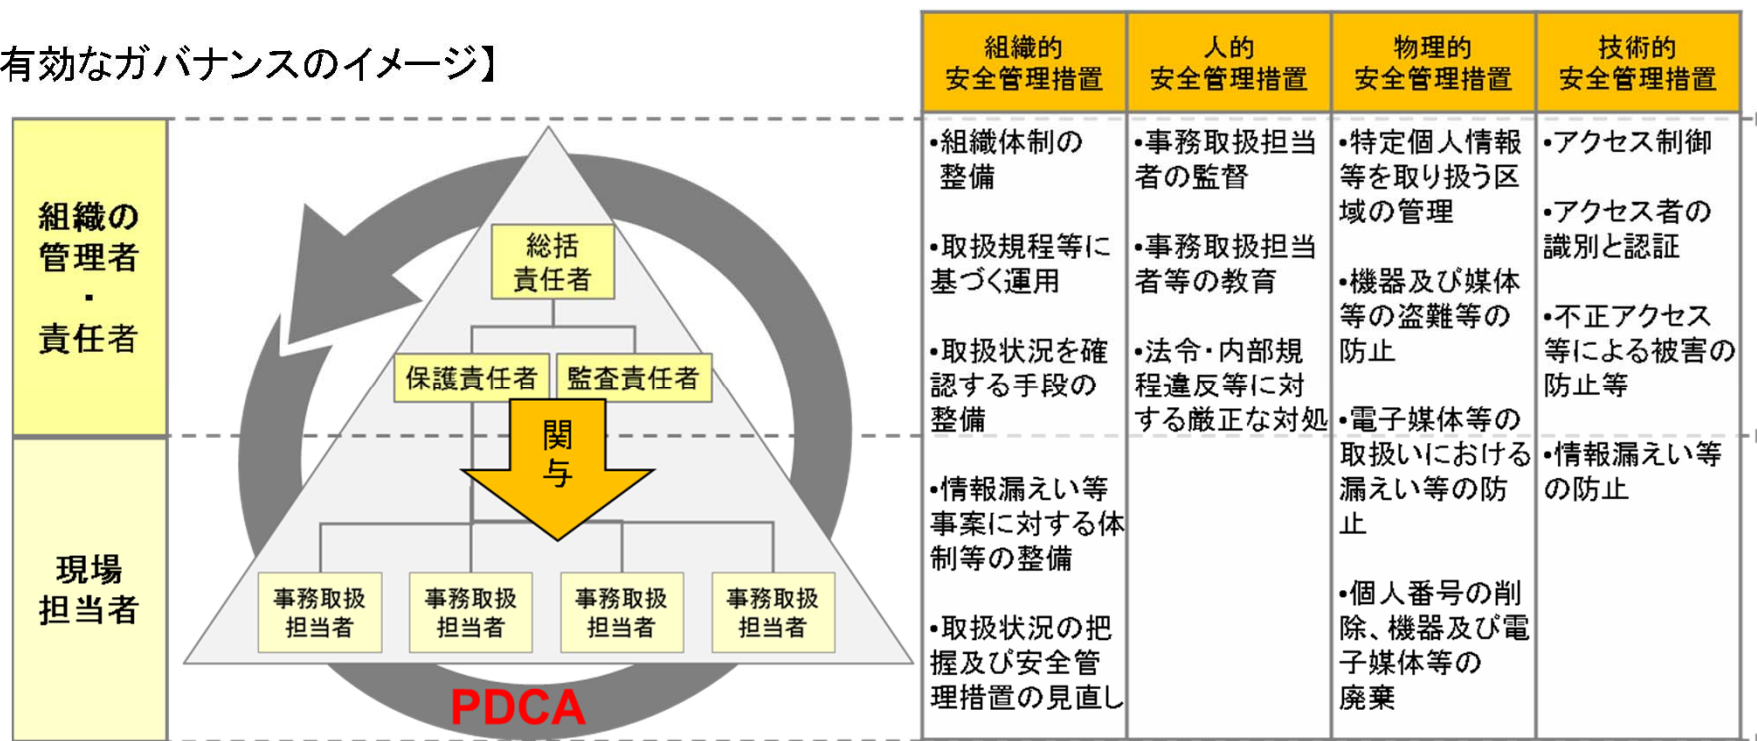 有効なガバナンスのイメージ】
組織の
管理者
・
責任者
現場
担当者
総括
責任者
保護責任者
監査責任者
関
与
事務取扱
担当者
事務取扱
担当者
事務取扱
担当者
事務取扱
担当者
PDCA
組織的
安全管理措置
•組織体制の
整備
•取扱規程等に
基づく運用
•取扱状況を確
認する手段の
整備
•情報漏えい等
事案に対する体
制等の整備
•取扱状況の把
握及び安全管
理措置の見直し
人的
安全管理措置
•事務取扱担当
者の監督
•事務取扱担当
者等の教育
•法令・内部規
程違反等に対
する厳正な対処
物理的
安全管理措置
•特定個人情報
等を取り扱う区
域の管理
•機器及び媒体
等の盗難等の
防止
•電子媒体等の
取扱いにおける
漏えい等の防
止
•個人番号の削
除、機器及び電
子媒体等の
廃棄
技術的
安全管理措置
•アクセス制御
•アクセス者の
識別と認証
•不正アクセス
等による被害の
防止等
•情報漏えい等
の防止